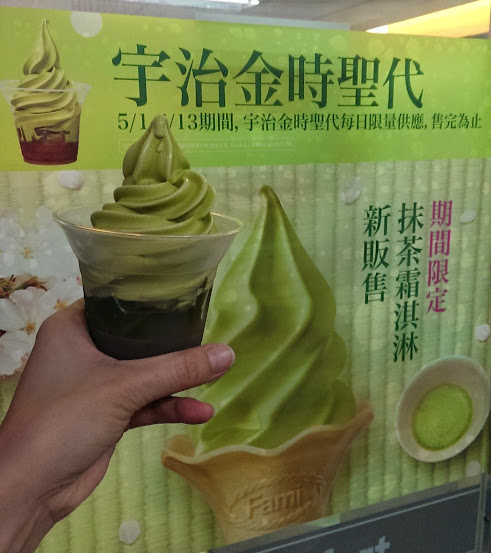 宇治金時聖代
5/1 /13期間, 宇治金時聖代每日限量供應, 售完為止
期間限定
抹茶霜淇淋
新販售
Fami